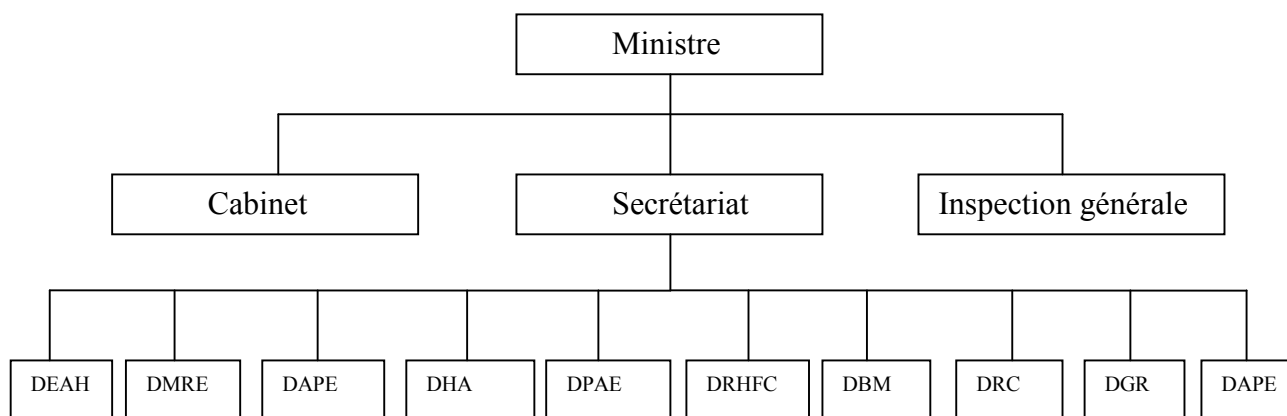 Ministre
Cabinet
Secrétariat
Inspection générale
DEAH
DMRE
DAPE
DHA
DPAE
DRHFC
DBM
DRC
DGR
DAPE